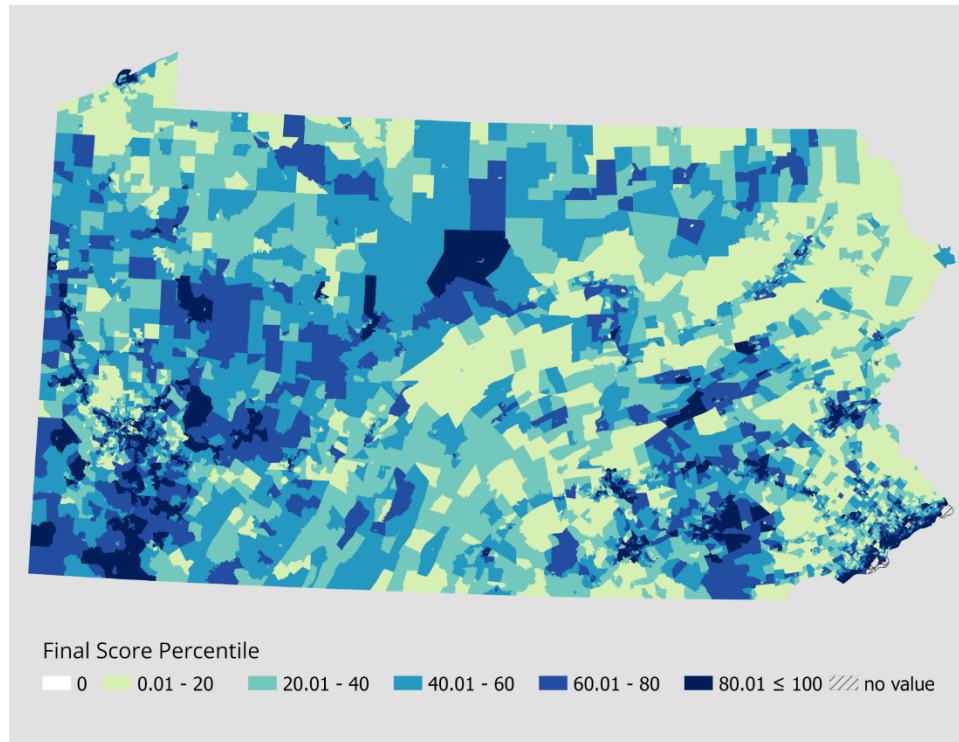 Final Score Percentile
0 0.01 - 20 20.01 - 40 40.01 - 60 60.01 - 80 80.01 ≤ 100 no value